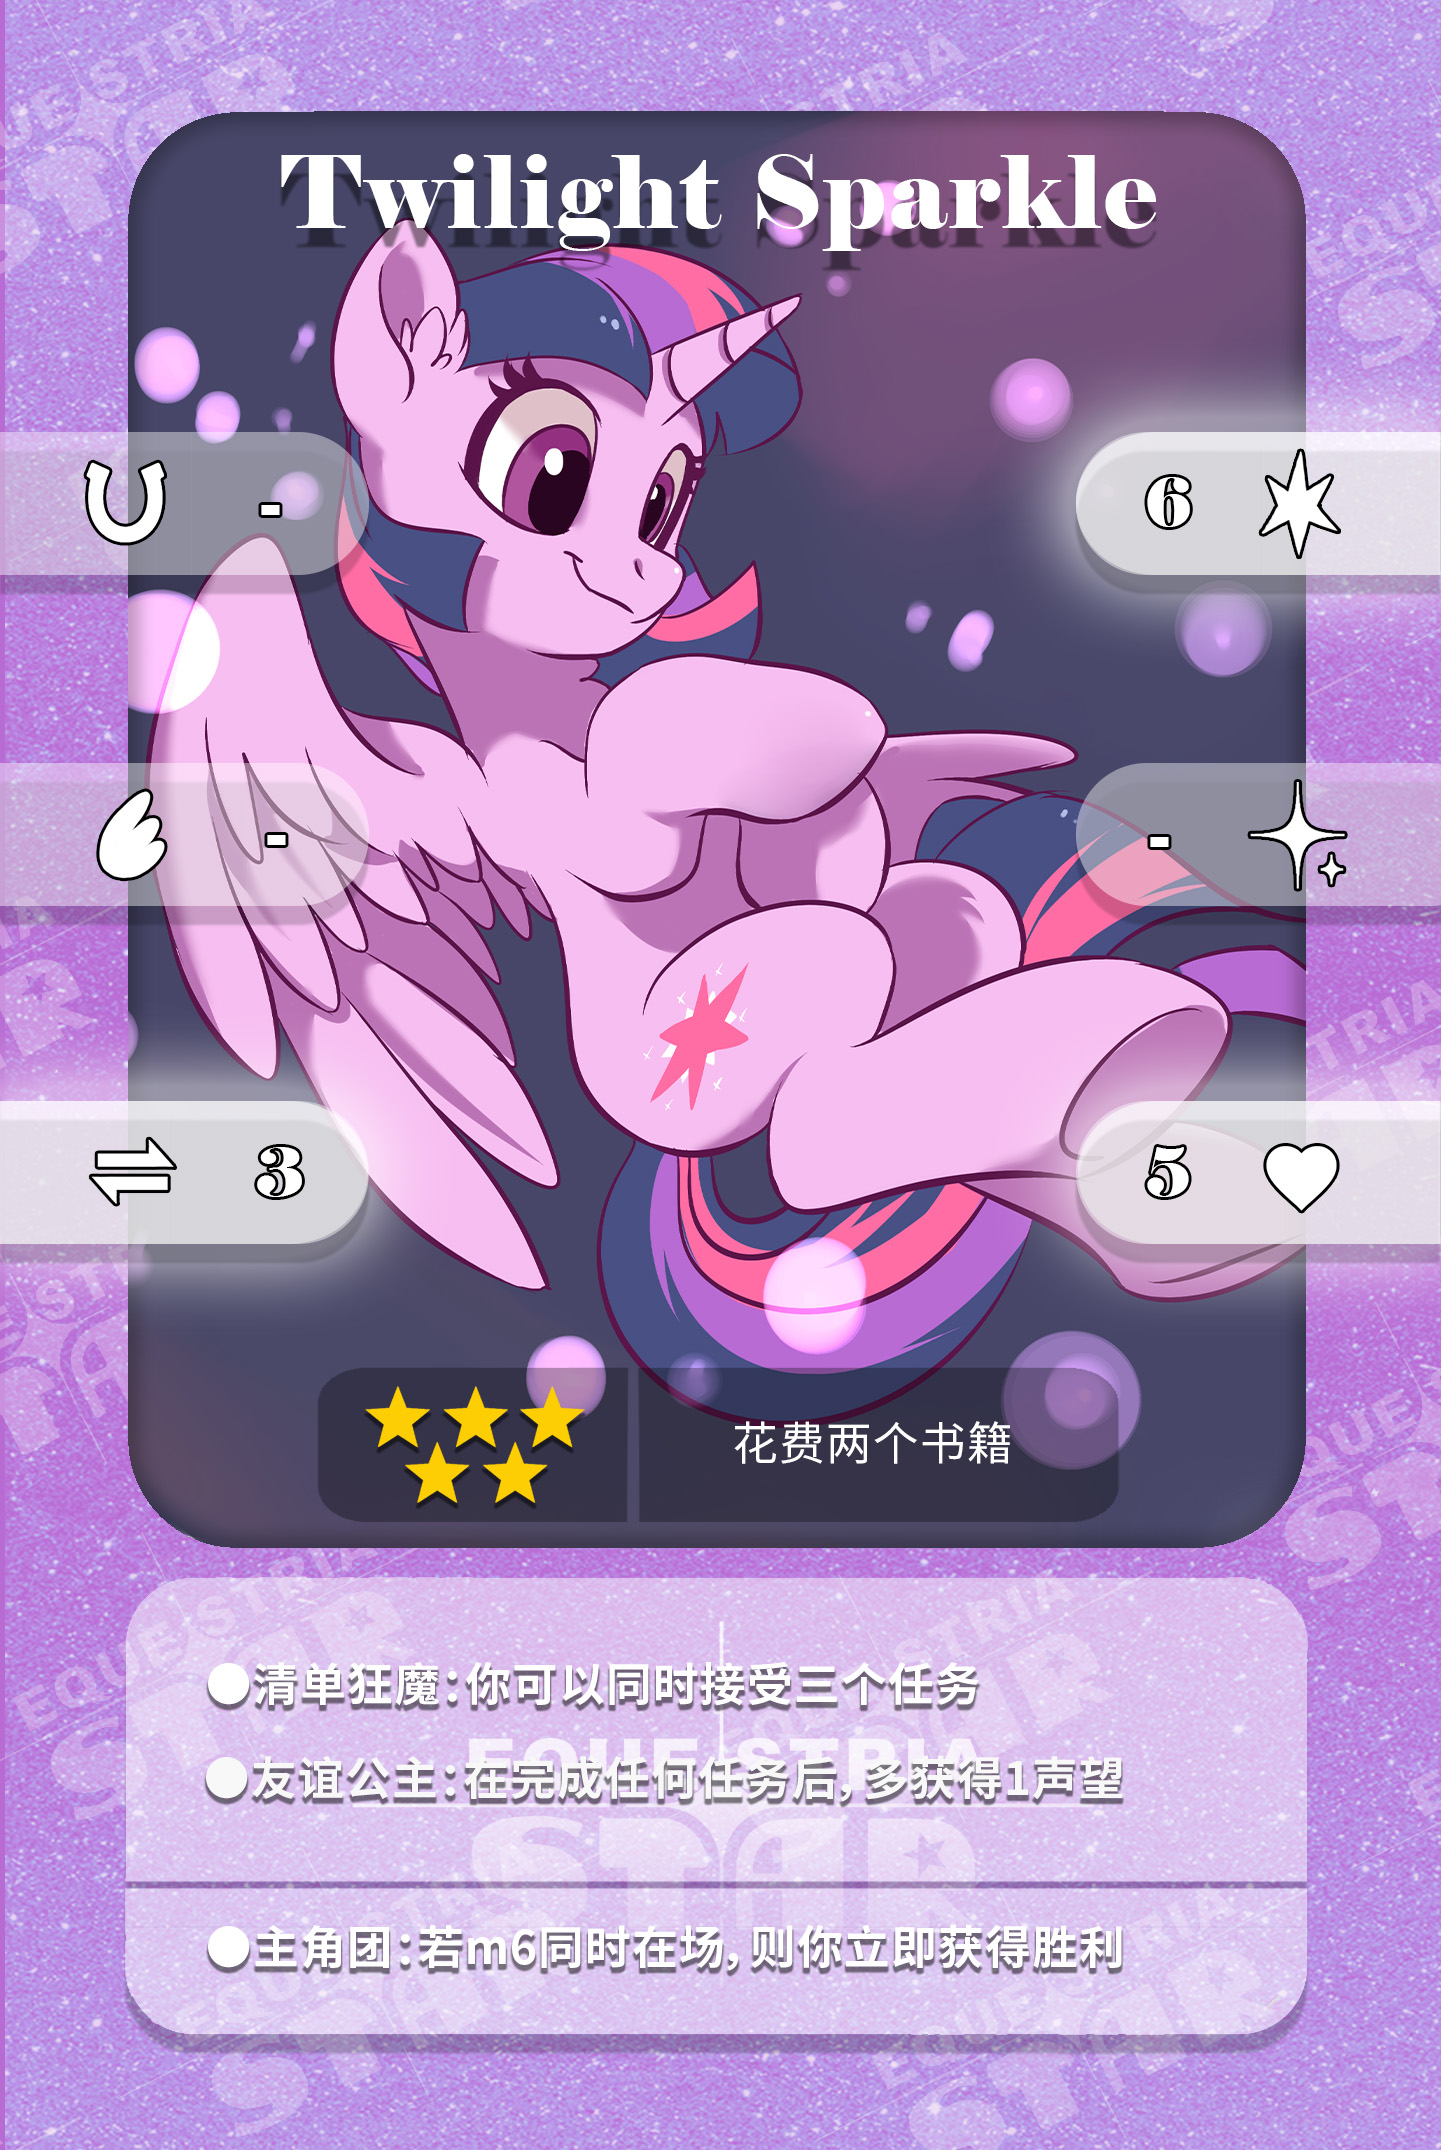 Twilight Sparkle
- 6
- -
3 5
花费两个书籍
●清单狂魔:你可以同时接受三个任务
●友谊公主:在完成任何任务后,多获得1声望
EQUESTRIA
STAR
●主角团:若m6同时在场,则你立即获得胜利